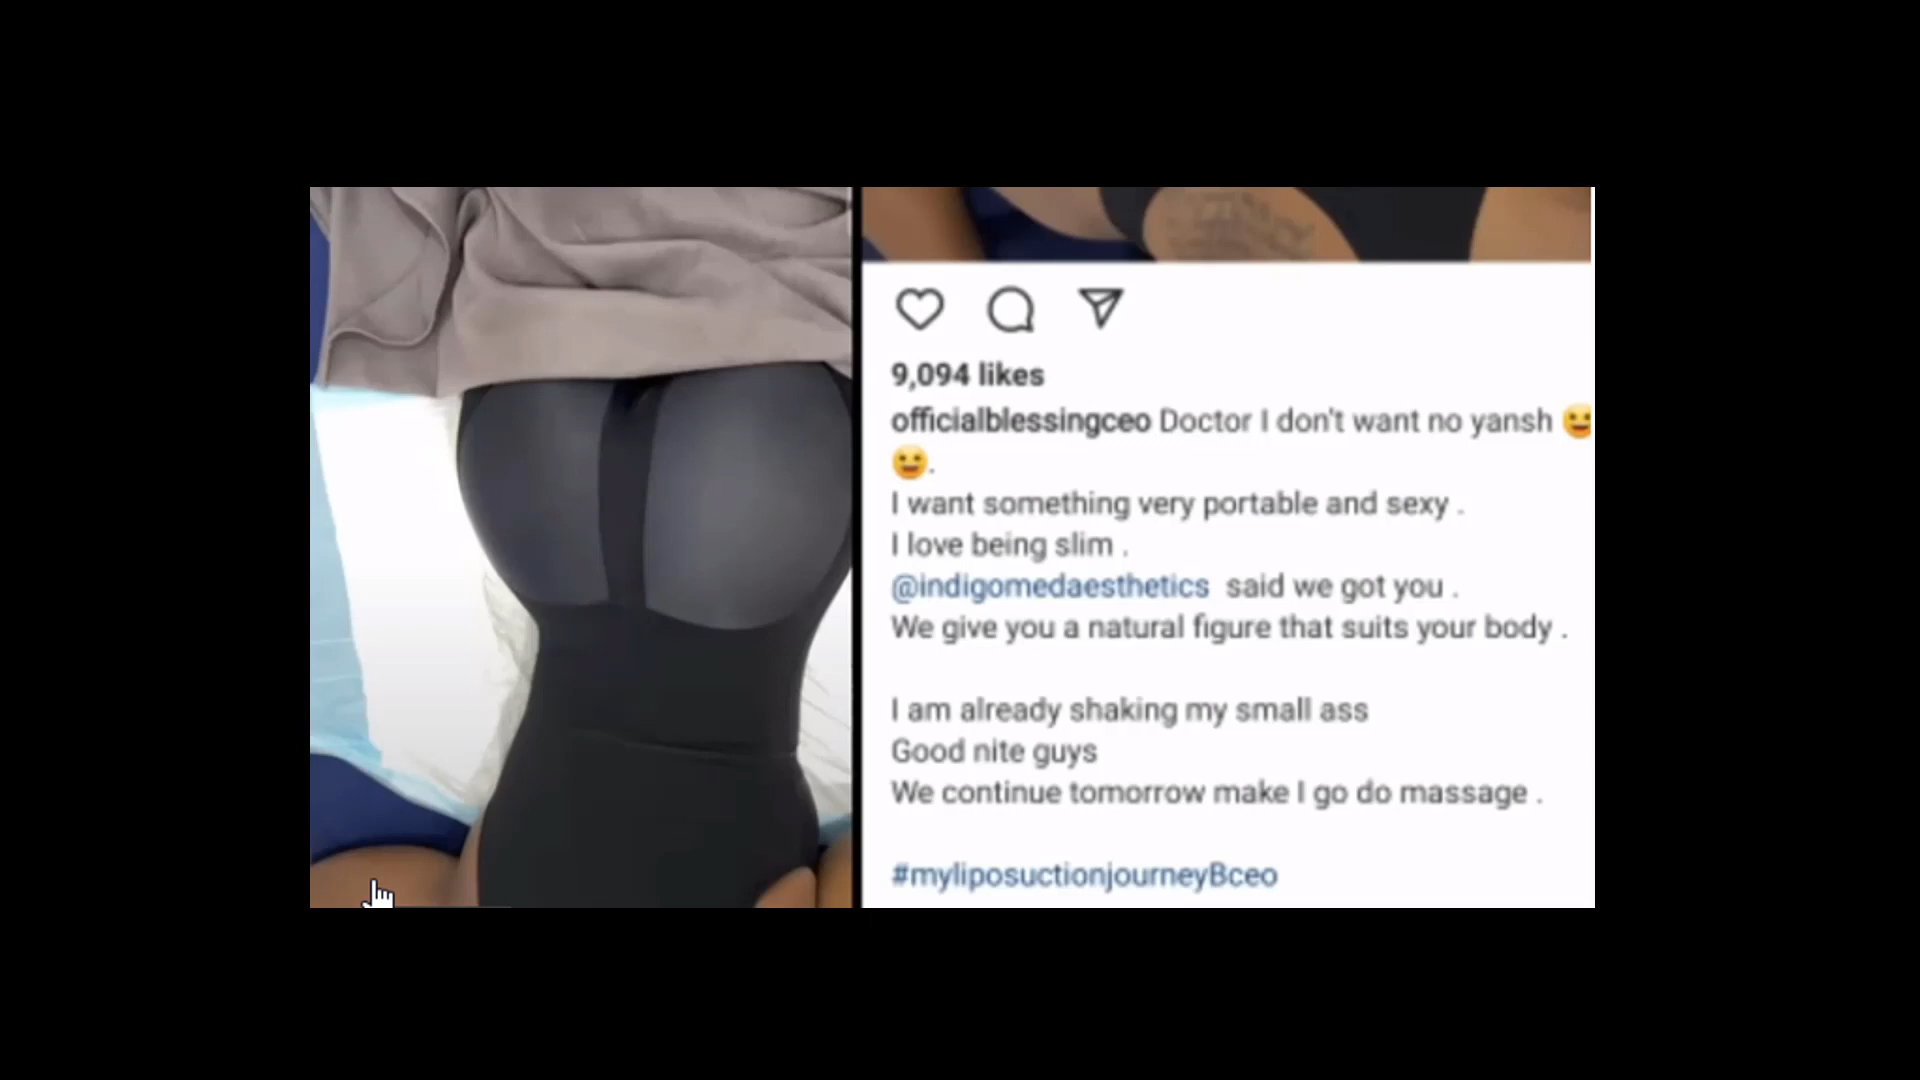 9,094 likes
officialblessingceo Doctor I don't want no yansh 😄
😄.
I want something very portable and sexy .
I love being slim .
@indigomedaesthetics said we got you .
We give you a natural figure that suits your body .
I am already shaking my small ass
Good nite guys
We continue tomorrow make I go do massage .
#myliposuctionjourneyBceo